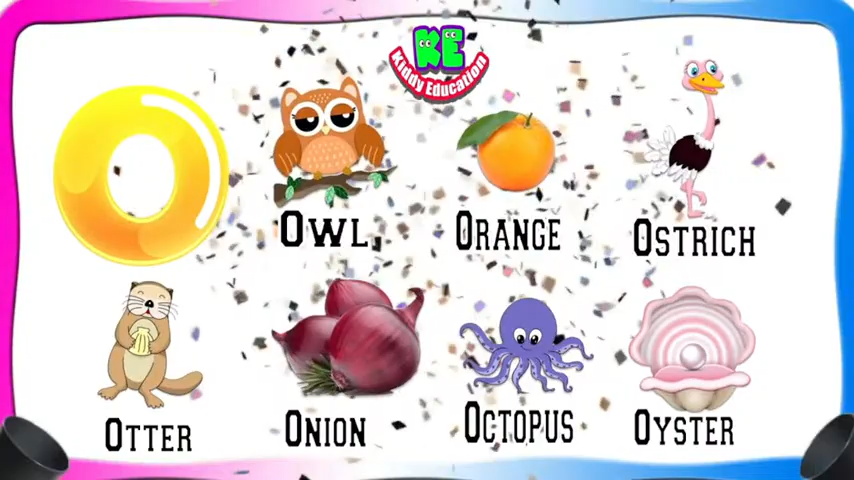 KE
Kiddy Education
O
OWL
ORANGE
OSTRICH
OTTER
ONION
OCTOPUS
OYSTER